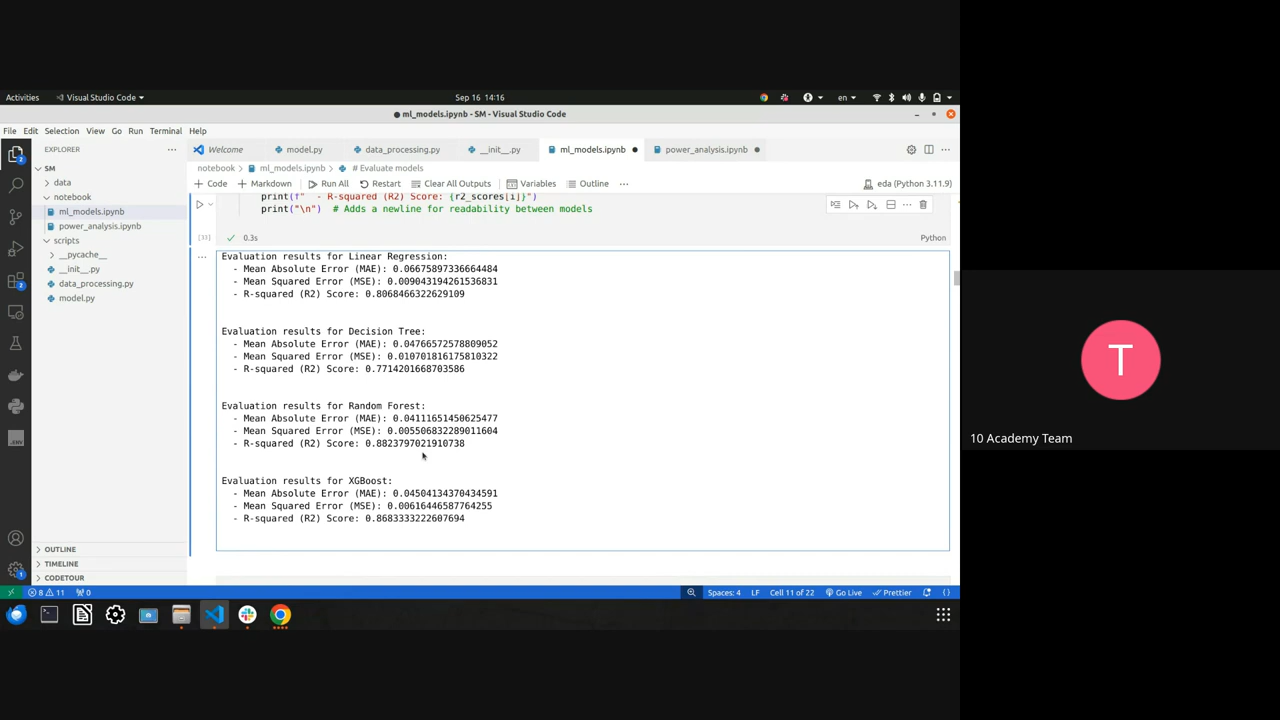 Activities
Visual Studio Code
Sep 16 14:16
en
ml_models.ipynb - SM - Visual Studio Code
File Edit Selection View Go Run Terminal Help
EXPLORER
Welcome
model.py
data_processing.py
__init__.py
ml_models.ipynb
power_analysis.ipynb
SM
notebook > ml_models.ipynb > # Evaluate models
data
+ Code + Markdown Run All Restart Clear All Outputs Variables Outline ... eda (Python 3.11.9)
notebook
ml_models.ipynb
power_analysis.ipynb
scripts
__pycache__
__init__.py
data_processing.py
model.py
print(f" - R-squared (R2) Score: {r2_scores[i]}")
print("\n") # Adds a newline for readability between models
[33] 0.3s Python
Evaluation results for Linear Regression:
- Mean Absolute Error (MAE): 0.06675897336664484
- Mean Squared Error (MSE): 0.009043194261536831
- R-squared (R2) Score: 0.8068466322629109
Evaluation results for Decision Tree:
- Mean Absolute Error (MAE): 0.04766572578809052
- Mean Squared Error (MSE): 0.010701816175810322
- R-squared (R2) Score: 0.7714201668703586
Evaluation results for Random Forest:
- Mean Absolute Error (MAE): 0.04111651450625477
- Mean Squared Error (MSE): 0.005506832289011604
- R-squared (R2) Score: 0.8823797021910738
Evaluation results for XGBoost:
- Mean Absolute Error (MAE): 0.04504134370434591
- Mean Squared Error (MSE): 0.00616446587764255
- R-squared (R2) Score: 0.8683333222607694
OUTLINE
TIMELINE
CODETOUR
8 11 0
Spaces: 4 LF Cell 11 of 22 Go Live Prettier
T
10 Academy Team